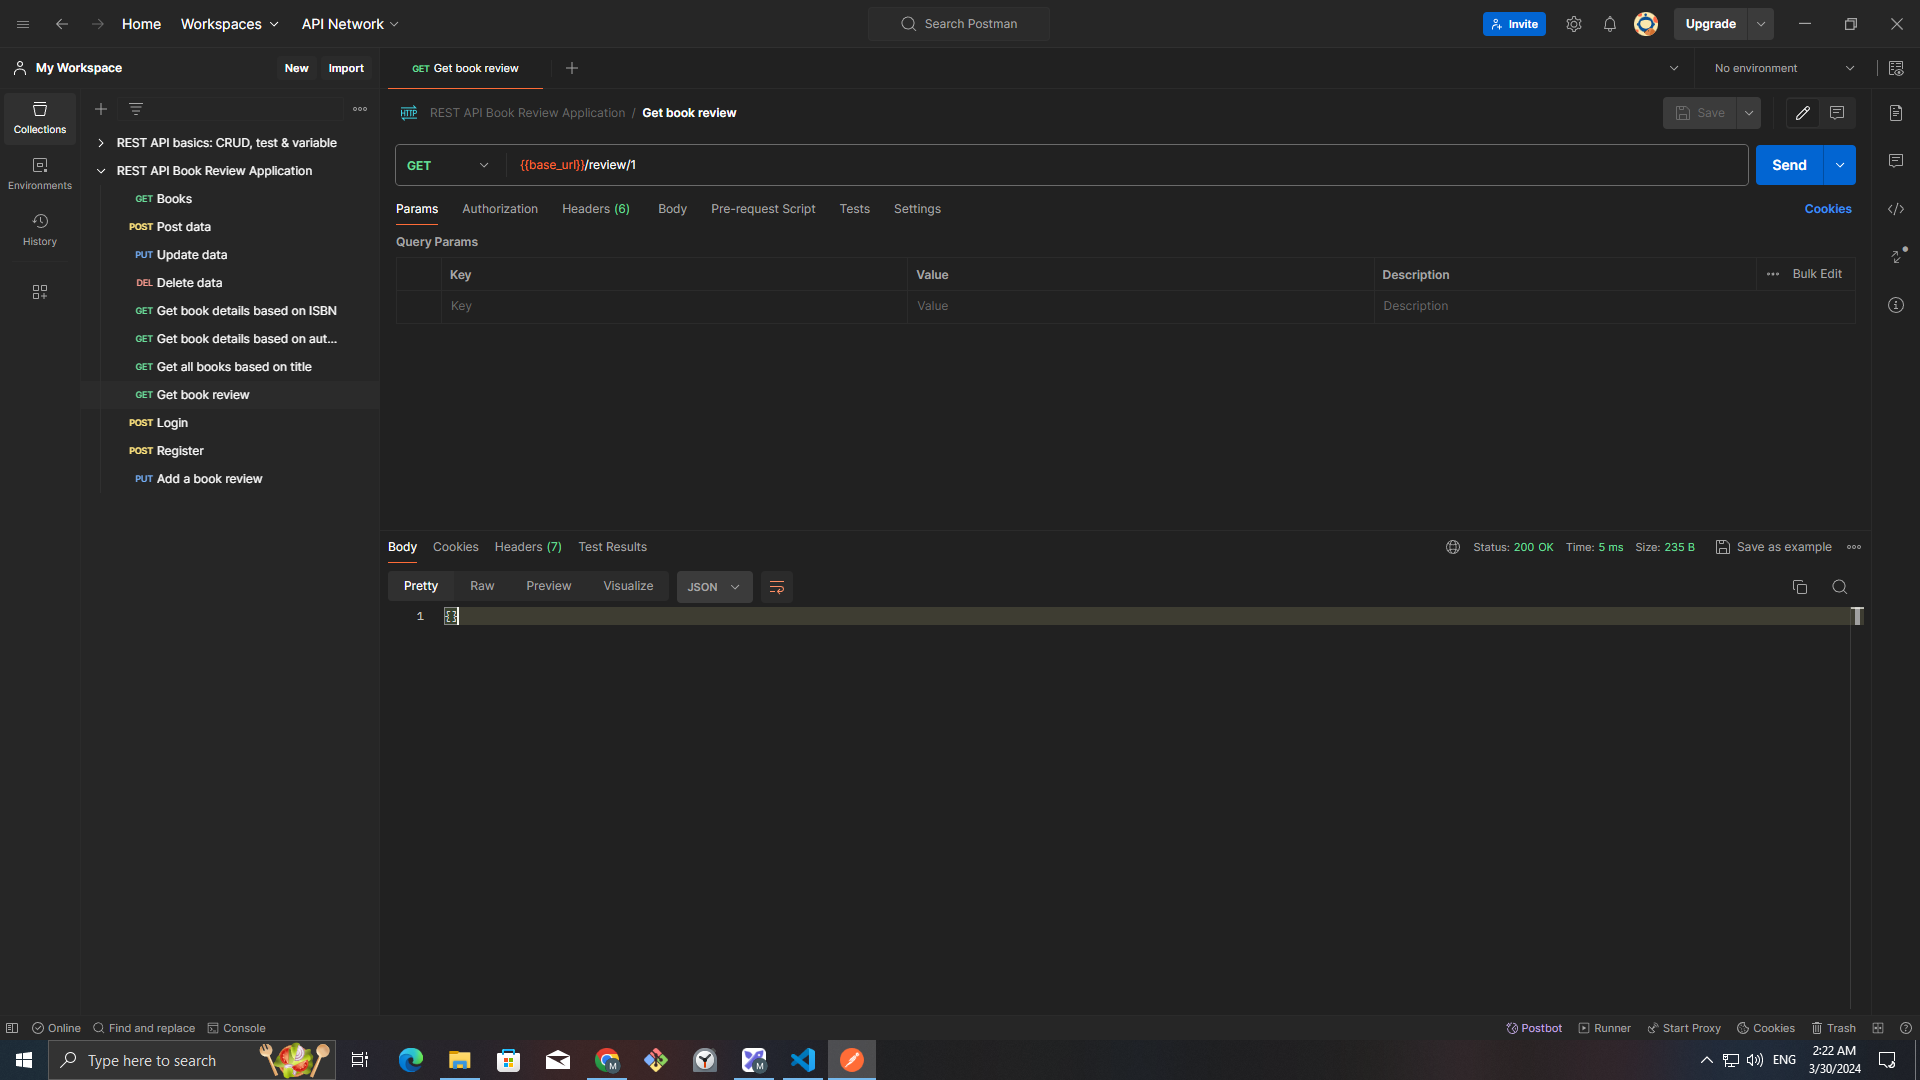 Home Workspaces API Network Search Postman Invite Upgrade
My Workspace New Import GET Get book review No environment
Collections
Environments
History
REST API basics: CRUD, test & variable
REST API Book Review Application
GET Books
POST Post data
PUT Update data
DEL Delete data
GET Get book details based on ISBN
GET Get book details based on aut...
GET Get all books based on title
GET Get book review
POST Login
POST Register
PUT Add a book review
HTTP REST API Book Review Application / Get book review Save
GET {{base_url}}/review/1 Send
Params Authorization Headers (6) Body Pre-request Script Tests Settings Cookies
Query Params
Key Value Description Bulk Edit
Key Value Description
Body Cookies Headers (7) Test Results Status: 200 OK Time: 5 ms Size: 235 B Save as example
Pretty Raw Preview Visualize JSON
1 {}
Online Find and replace Console Postbot Runner Start Proxy Cookies Trash
Type here to search ENG 2:22 AM
3/30/2024